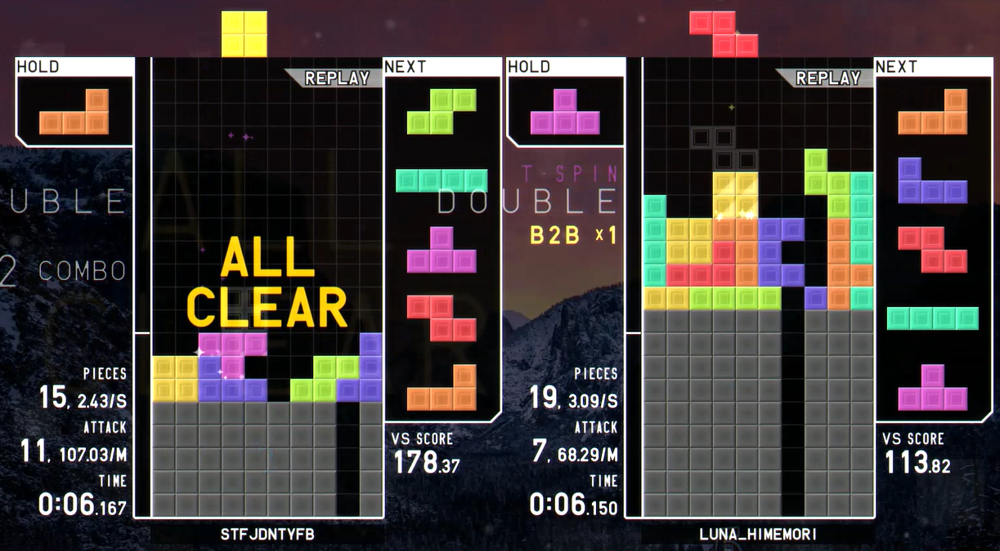 HOLD
REPLAY
NEXT
UBLE
2 COMBO
ALL
CLEAR
PIECES
15, 2.43/S
ATTACK
11, 107.03/M
TIME
0:06.167
VS SCORE
178.37
STFJDNTYFB
HOLD
REPLAY
NEXT
T-SPIN
DOUBLE
B2B x1
PIECES
19, 3.09/S
ATTACK
7, 68.29/M
TIME
0:06.150
VS SCORE
113.82
LUNA_HIMEMORI